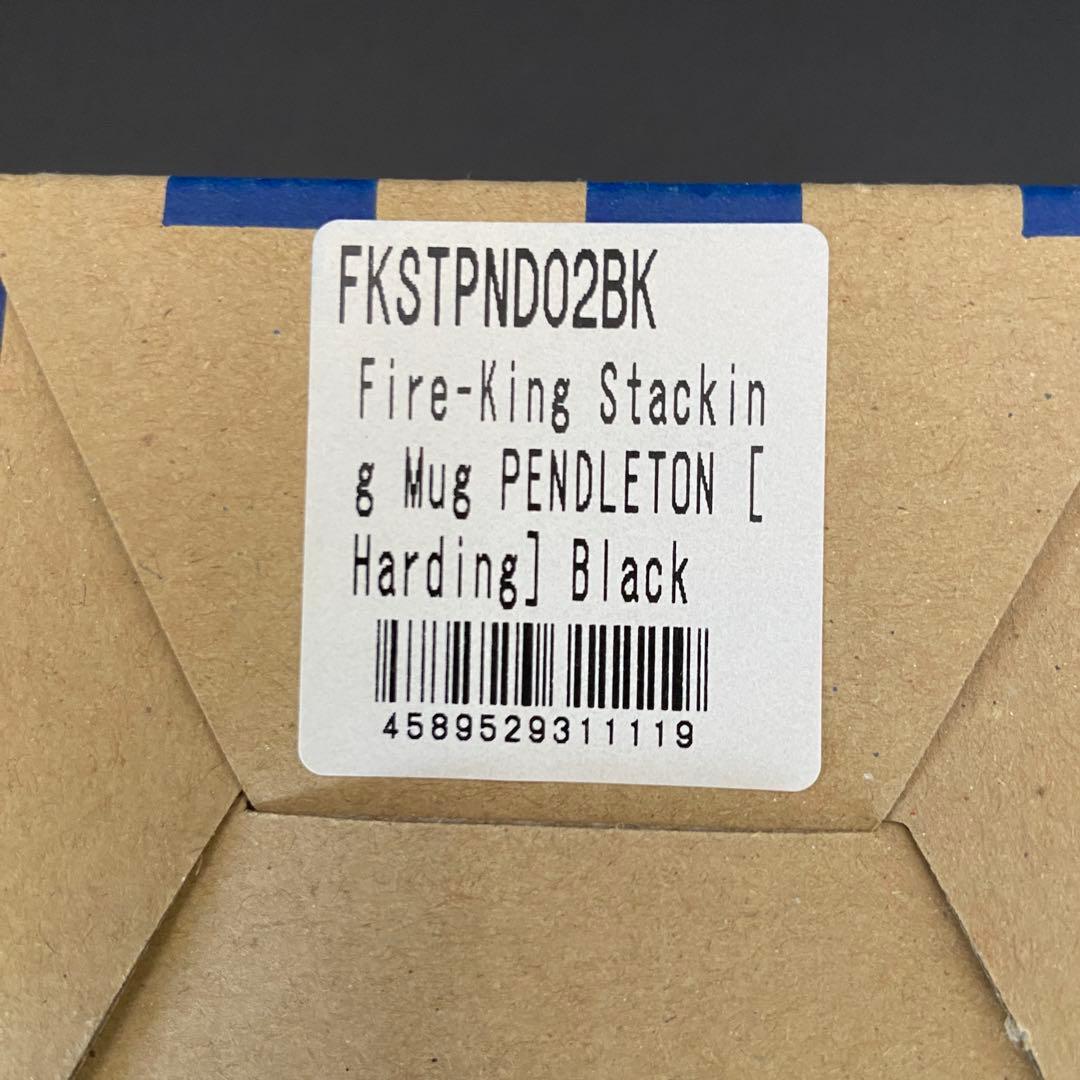 FKSTPND02BK
Fire-King Stackin
g Mug PENDLETON [
Harding] Black
4589529311119